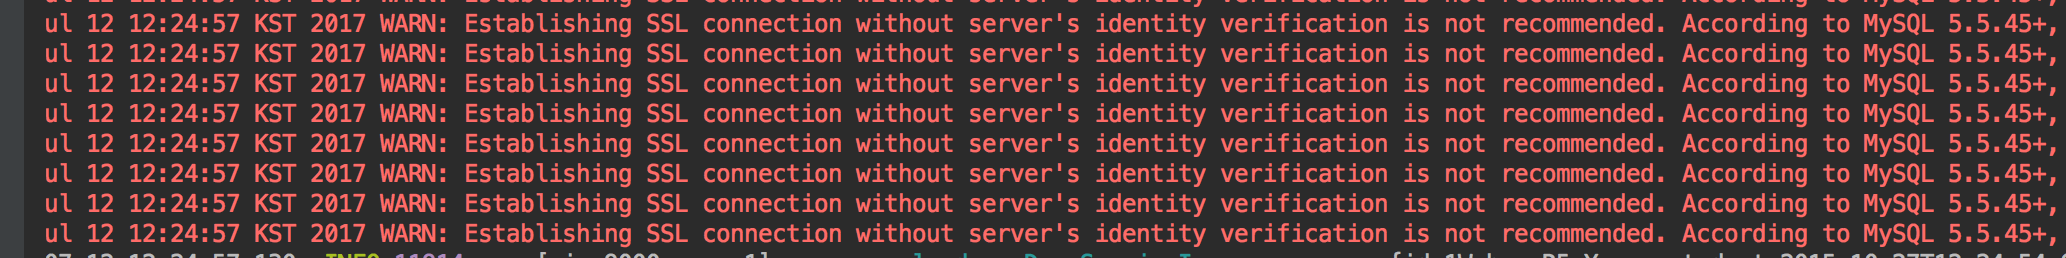 ul 12 12:24:57 KST 2017 WARN: Establishing SSL connection without server's identity verification is not recommended. According to MySQL 5.5.45+,
ul 12 12:24:57 KST 2017 WARN: Establishing SSL connection without server's identity verification is not recommended. According to MySQL 5.5.45+,
ul 12 12:24:57 KST 2017 WARN: Establishing SSL connection without server's identity verification is not recommended. According to MySQL 5.5.45+,
ul 12 12:24:57 KST 2017 WARN: Establishing SSL connection without server's identity verification is not recommended. According to MySQL 5.5.45+,
ul 12 12:24:57 KST 2017 WARN: Establishing SSL connection without server's identity verification is not recommended. According to MySQL 5.5.45+,
ul 12 12:24:57 KST 2017 WARN: Establishing SSL connection without server's identity verification is not recommended. According to MySQL 5.5.45+,
ul 12 12:24:57 KST 2017 WARN: Establishing SSL connection without server's identity verification is not recommended. According to MySQL 5.5.45+,
ul 12 12:24:57 KST 2017 WARN: Establishing SSL connection without server's identity verification is not recommended. According to MySQL 5.5.45+,